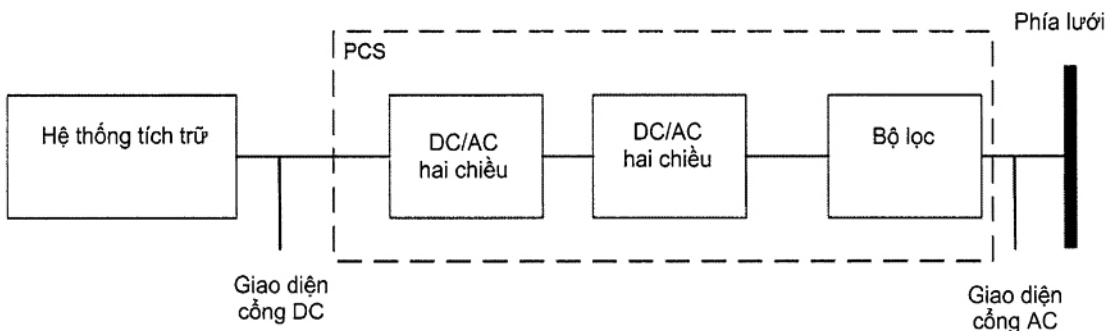 Phía lưới
PCS
Hệ thống tích trữ
DC/AC
hai chiều
DC/AC
hai chiều
Bộ lọc
Giao diện
cổng DC
Giao diện
cổng AC